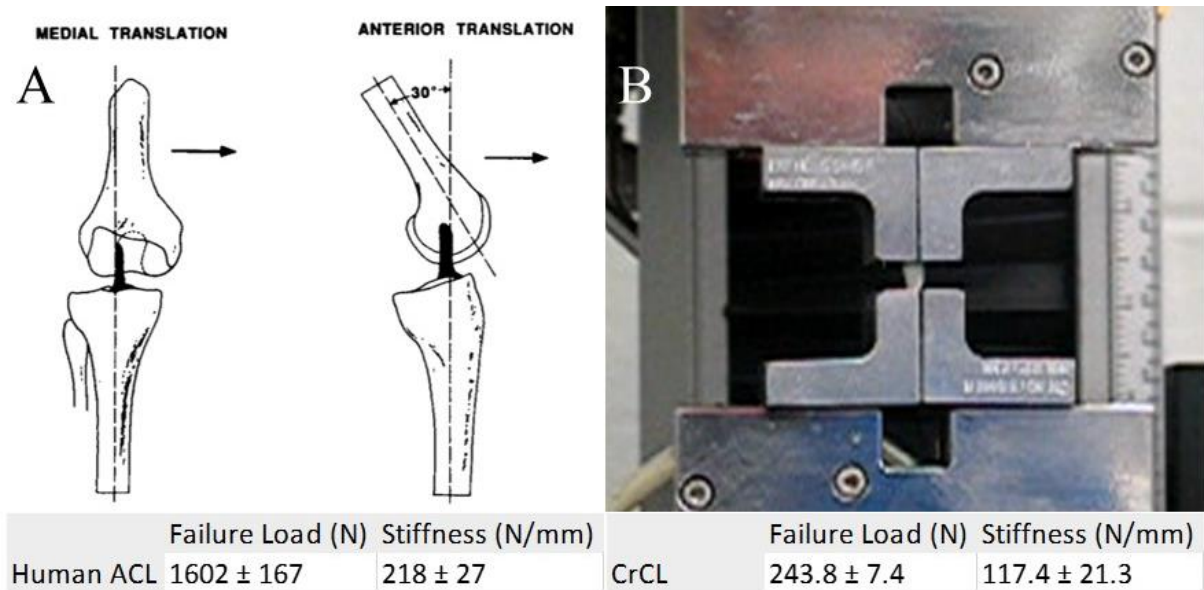 MEDIAL TRANSLATION
ANTERIOR TRANSLATION
A
30°
B
Failure Load (N) Stiffness (N/mm)
Human ACL 1602 ± 167 218 ± 27
Failure Load (N) Stiffness (N/mm)
CrCL 243.8 ± 7.4 117.4 ± 21.3